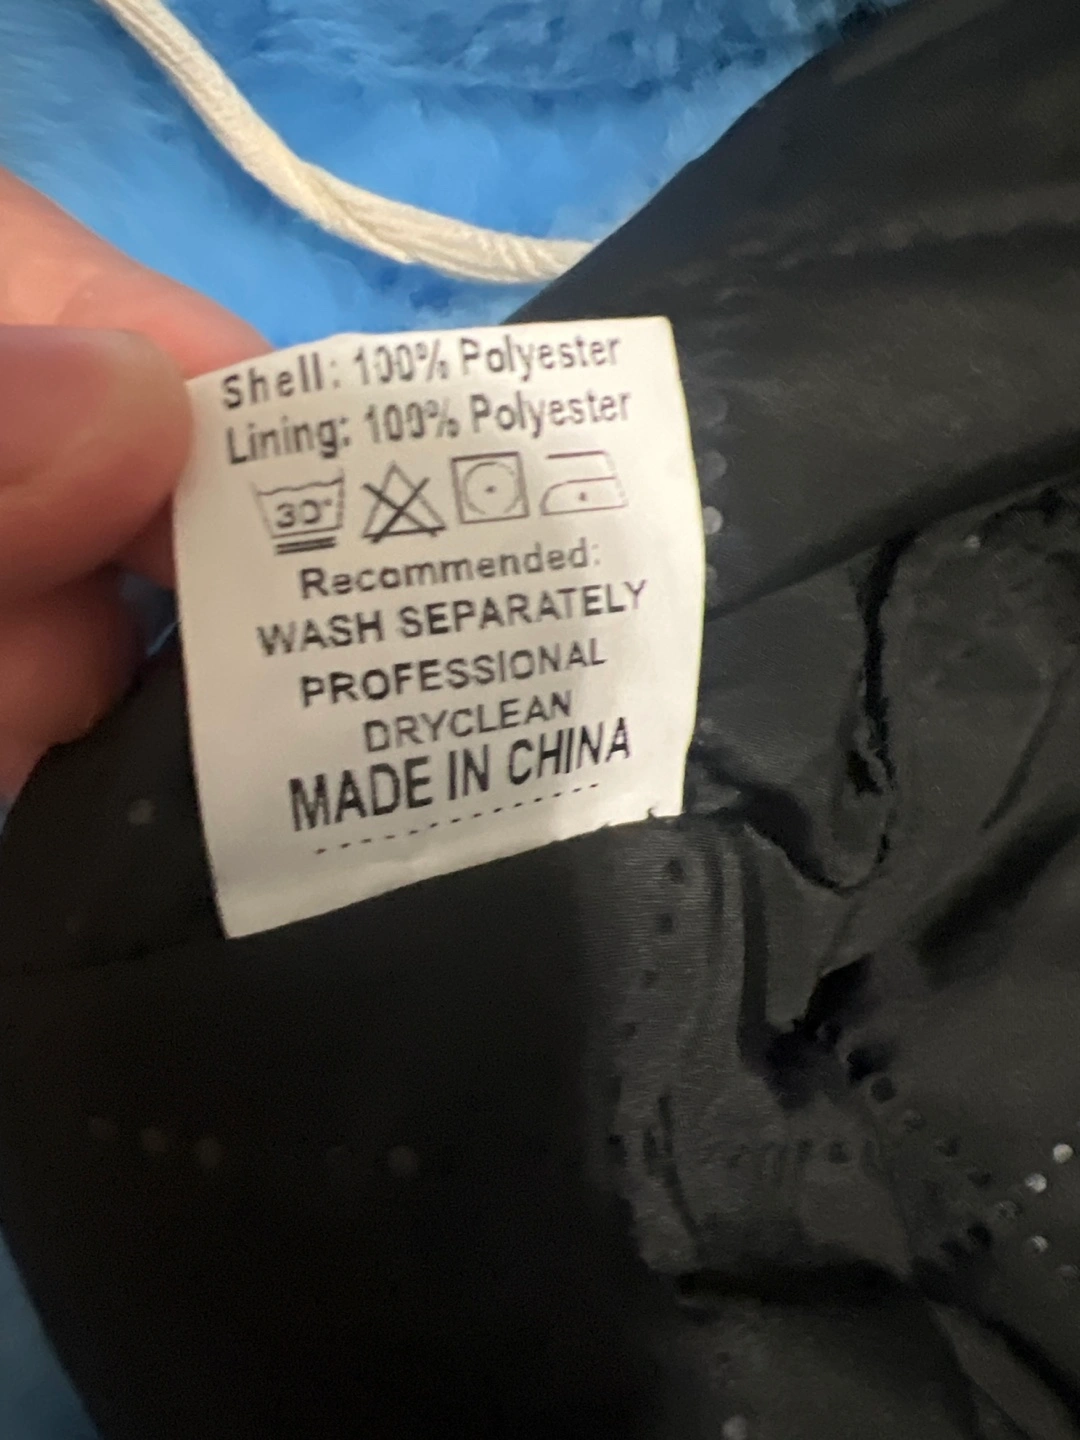 Shell: 100% Polyester
Lining: 100% Polyester
30°
Recommended:
WASH SEPARATELY
PROFESSIONAL
DRYCLEAN
MADE IN CHINA